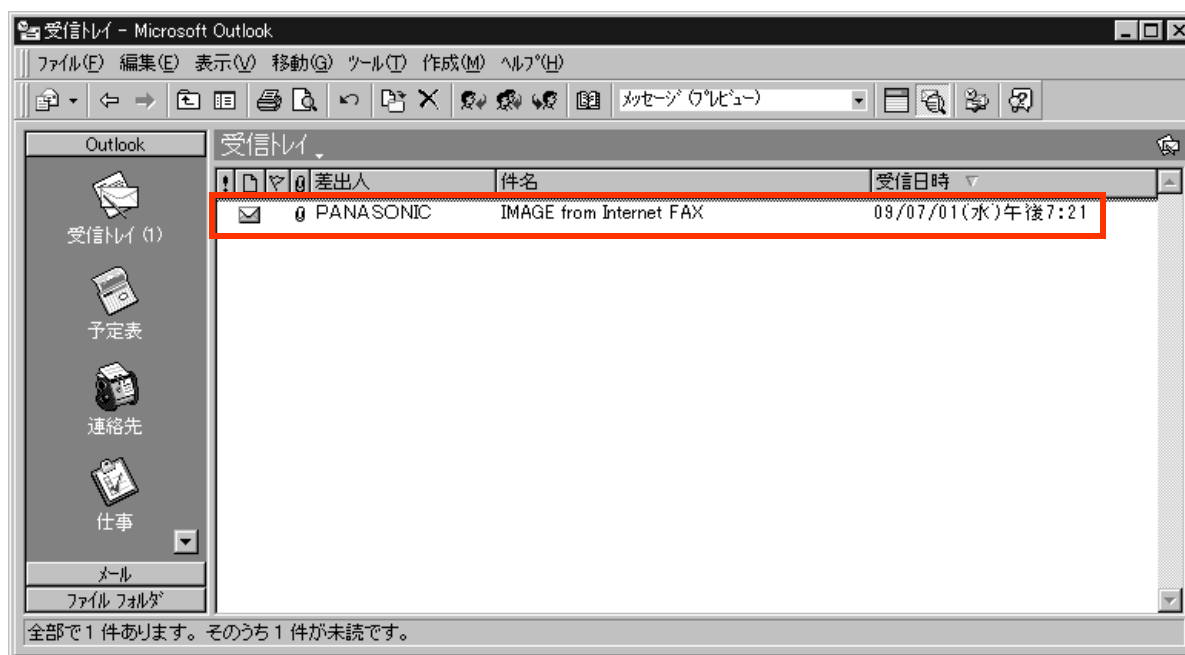 受信トレイ - Microsoft Outlook
ファイル(F) 編集(E) 表示(V) 移動(G) ツール(T) 作成(M) ヘルプ(H)
メッセージ (プレビュー)
Outlook
受信トレイ
! 差出人 件名 受信日時
PANASONIC IMAGE from Internet FAX 09/07/01(水)午後7:21
受信トレイ (1)
予定表
連絡先
仕事
メール
ファイル フォルダ
全部で 1 件あります。そのうち 1 件が未読です。